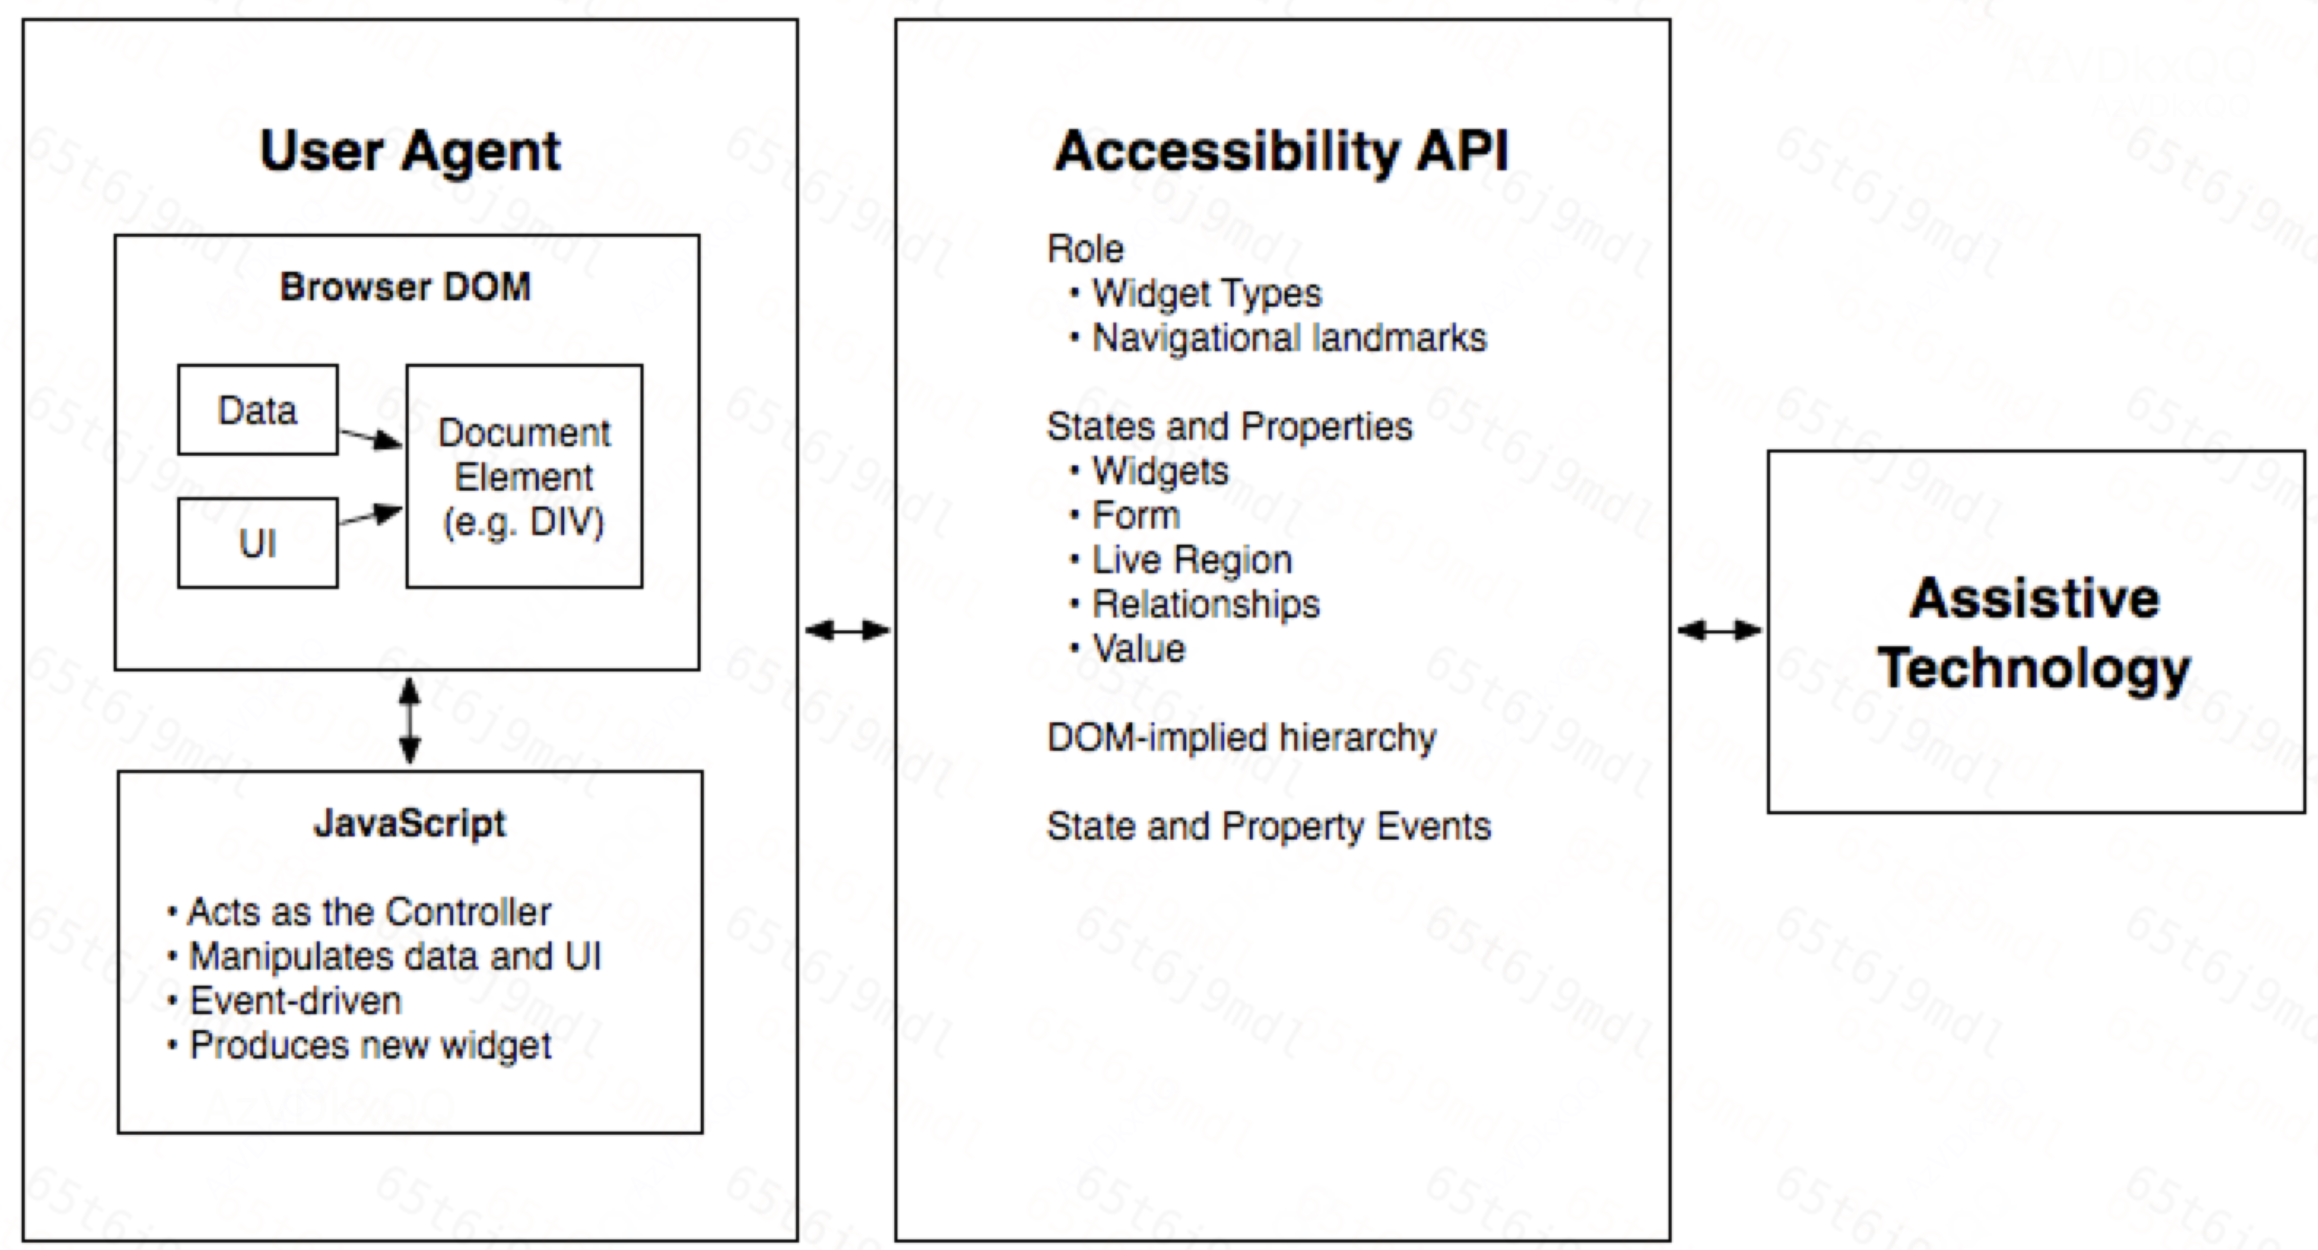 User Agent
Browser DOM
Data
UI
Document
Element
(e.g. DIV)
JavaScript
• Acts as the Controller
• Manipulates data and UI
• Event-driven
• Produces new widget
Accessibility API
Role
• Widget Types
• Navigational landmarks
States and Properties
• Widgets
• Form
• Live Region
• Relationships
• Value
DOM-implied hierarchy
State and Property Events
Assistive
Technology
65t6j9mdl
AzVDkxQQ